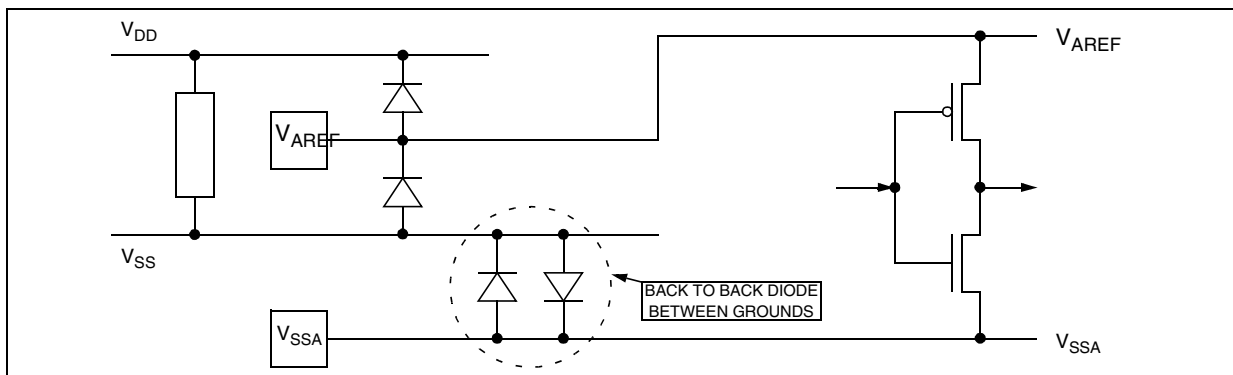 VDD
VAREF
VAREF
VSS
BACK TO BACK DIODE
BETWEEN GROUNDS
VSSA
VSSA